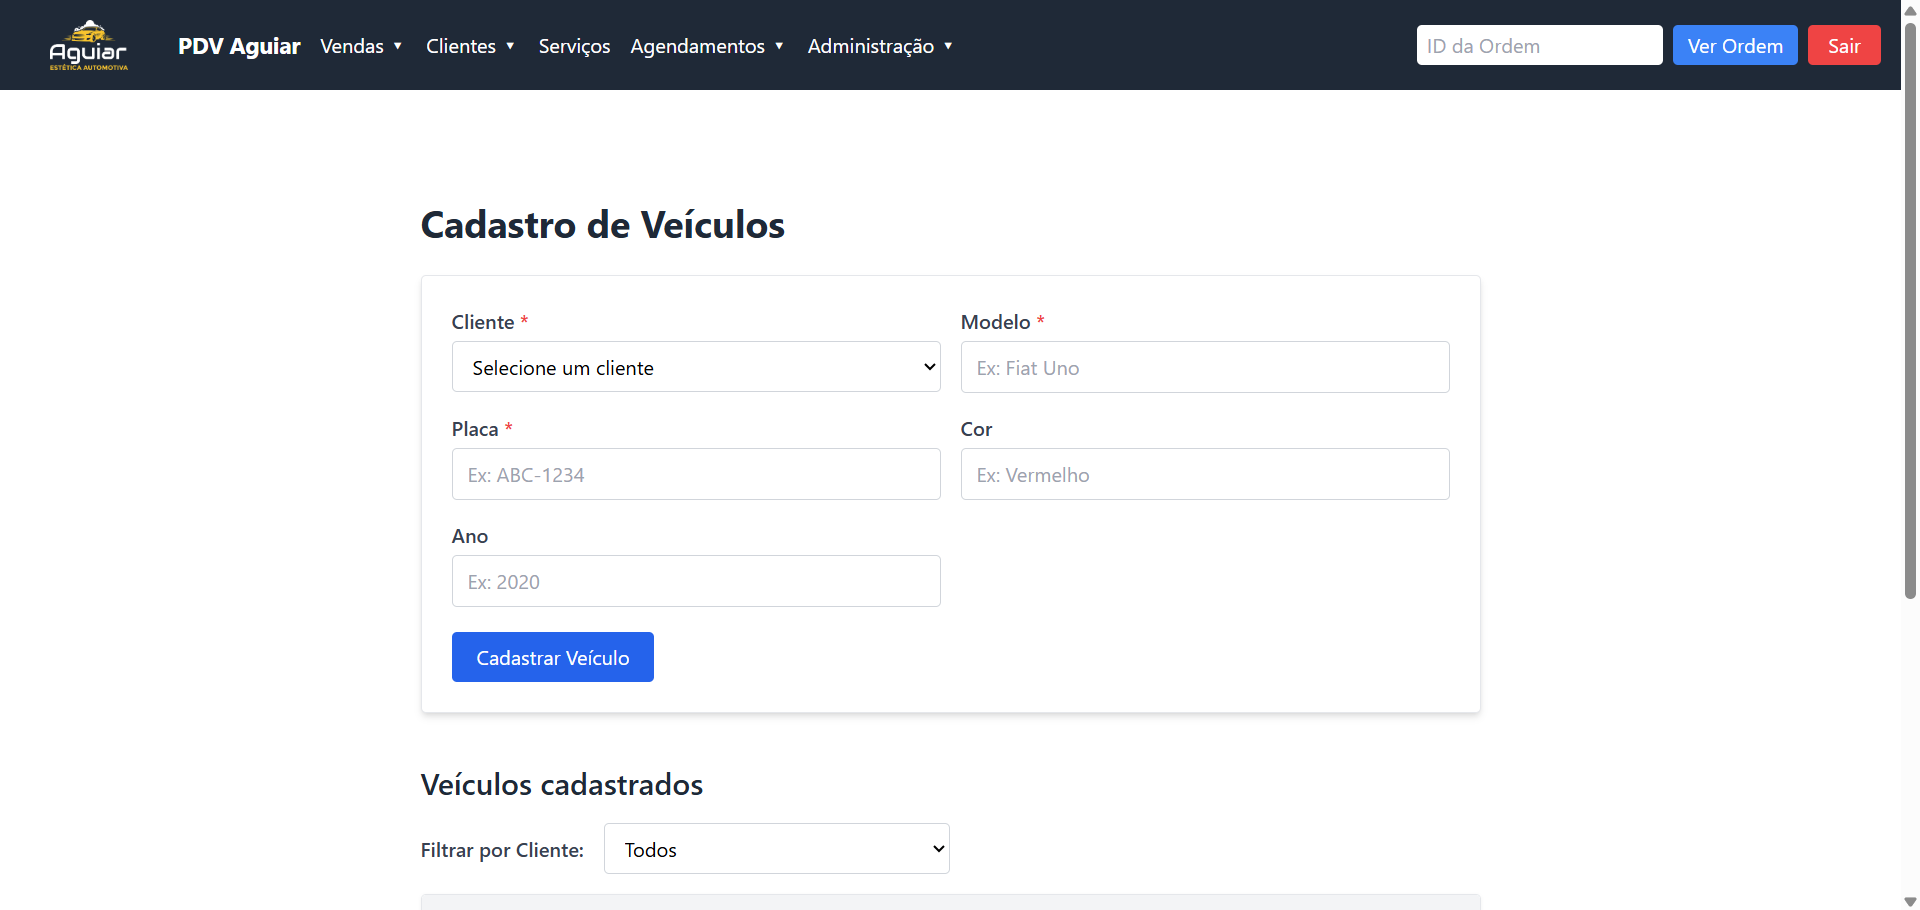 Aguiar
ESTÉTICA AUTOMOTIVA
PDV Aguiar Vendas ▼ Clientes ▼ Serviços Agendamentos ▼ Administração ▼ ID da Ordem Ver Ordem Sair
Cadastro de Veículos
Cliente * Modelo *
Selecione um cliente Ex: Fiat Uno
Placa * Cor
Ex: ABC-1234 Ex: Vermelho
Ano
Ex: 2020
Cadastrar Veículo
Veículos cadastrados
Filtrar por Cliente: Todos